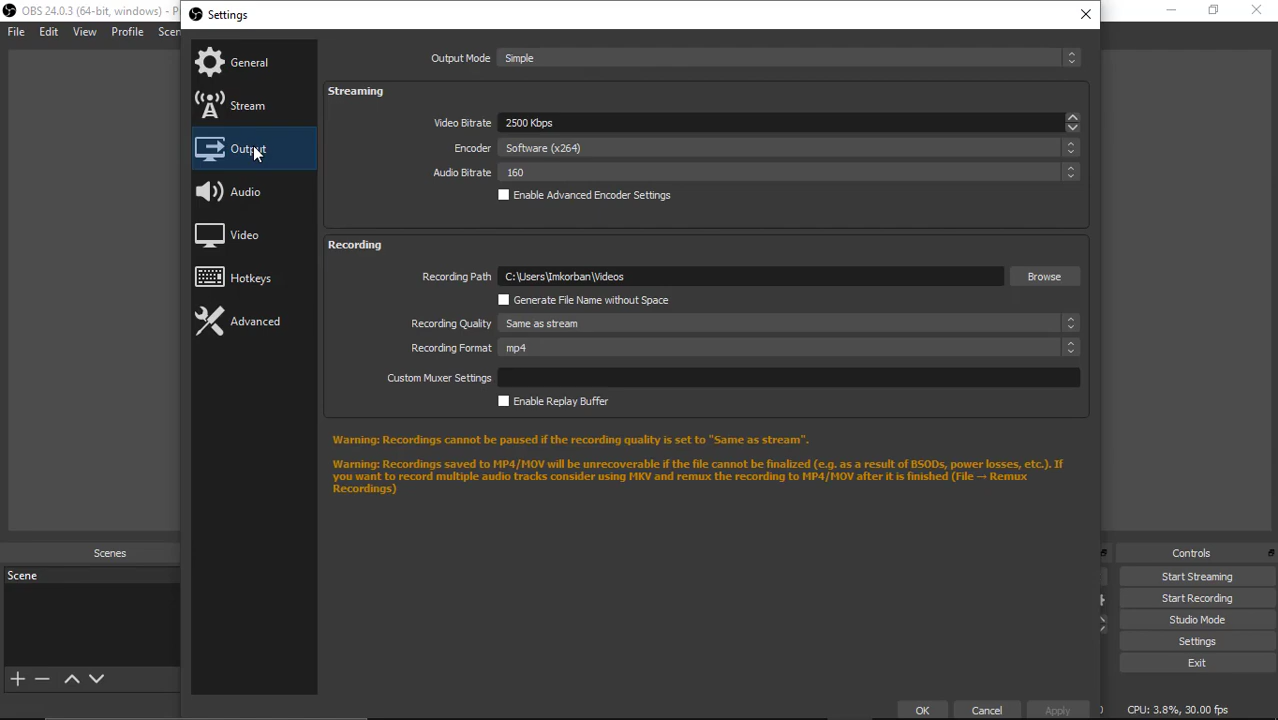 OBS 24.0.3 (64-bit, windows) - P
Settings
File Edit View Profile Scen
General
Stream
Output
Audio
Video
Hotkeys
Advanced
Output Mode Simple
Streaming
Video Bitrate 2500 Kbps
Encoder Software (x264)
Audio Bitrate 160
Enable Advanced Encoder Settings
Recording
Recording Path C:\Users\Imkorban\Videos Browse
Generate File Name without Space
Recording Quality Same as stream
Recording Format mp4
Custom Muxer Settings
Enable Replay Buffer
Warning: Recordings cannot be paused if the recording quality is set to "Same as stream".
Warning: Recordings saved to MP4/MOV will be unrecoverable if the file cannot be finalized (e.g. as a result of BSODs, power losses, etc.). If
you want to record multiple audio tracks consider using MKV and remux the recording to MP4/MOV after it is finished (File → Remux
Recordings)
OK Cancel Apply
Scenes
Scene
Controls
Start Streaming
Start Recording
Studio Mode
Settings
Exit
0 CPU: 3.8%, 30.00 fps